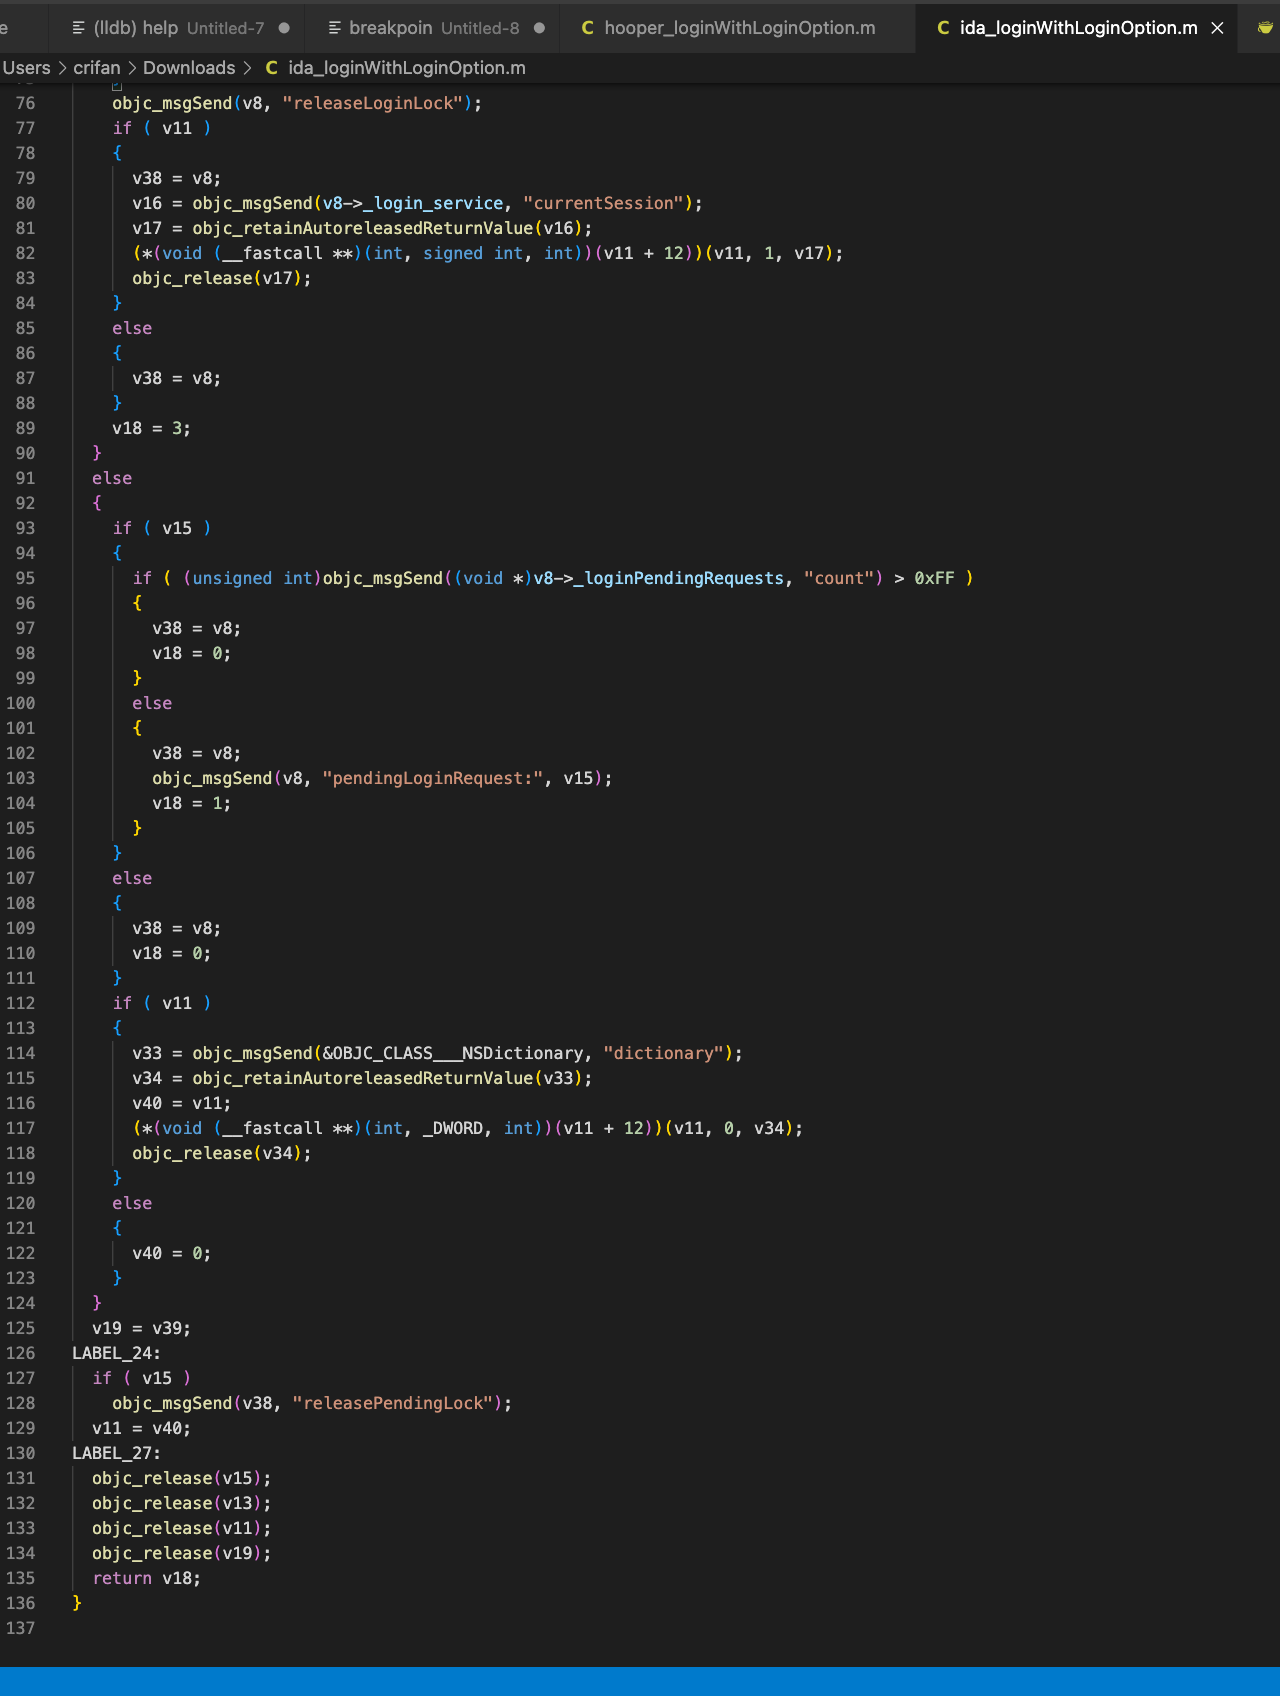 e
(lldb) help Untitled-7
breakpoin Untitled-8
C hooper_loginWithLoginOption.m
C ida_loginWithLoginOption.m
Users > crifan > Downloads > C ida_loginWithLoginOption.m
76 objc_msgSend(v8, "releaseLoginLock");
77 if ( v11 )
78 {
79 v38 = v8;
80 v16 = objc_msgSend(v8->_login_service, "currentSession");
81 v17 = objc_retainAutoreleasedReturnValue(v16);
82 (*(void (__fastcall **)(int, signed int, int))(v11 + 12))(v11, 1, v17);
83 objc_release(v17);
84 }
85 else
86 {
87 v38 = v8;
88 }
89 v18 = 3;
90 }
91 else
92 {
93 if ( v15 )
94 {
95 if ( (unsigned int)objc_msgSend((void *)v8->_loginPendingRequests, "count") > 0xFF )
96 {
97 v38 = v8;
98 v18 = 0;
99 }
100 else
101 {
102 v38 = v8;
103 objc_msgSend(v8, "pendingLoginRequest:", v15);
104 v18 = 1;
105 }
106 }
107 else
108 {
109 v38 = v8;
110 v18 = 0;
111 }
112 if ( v11 )
113 {
114 v33 = objc_msgSend(&OBJC_CLASS___NSDictionary, "dictionary");
115 v34 = objc_retainAutoreleasedReturnValue(v33);
116 v40 = v11;
117 (*(void (__fastcall **)(int, _DWORD, int))(v11 + 12))(v11, 0, v34);
118 objc_release(v34);
119 }
120 else
121 {
122 v40 = 0;
123 }
124 }
125 v19 = v39;
126 LABEL_24:
127 if ( v15 )
128 objc_msgSend(v38, "releasePendingLock");
129 v11 = v40;
130 LABEL_27:
131 objc_release(v15);
132 objc_release(v13);
133 objc_release(v11);
134 objc_release(v19);
135 return v18;
136 }
137